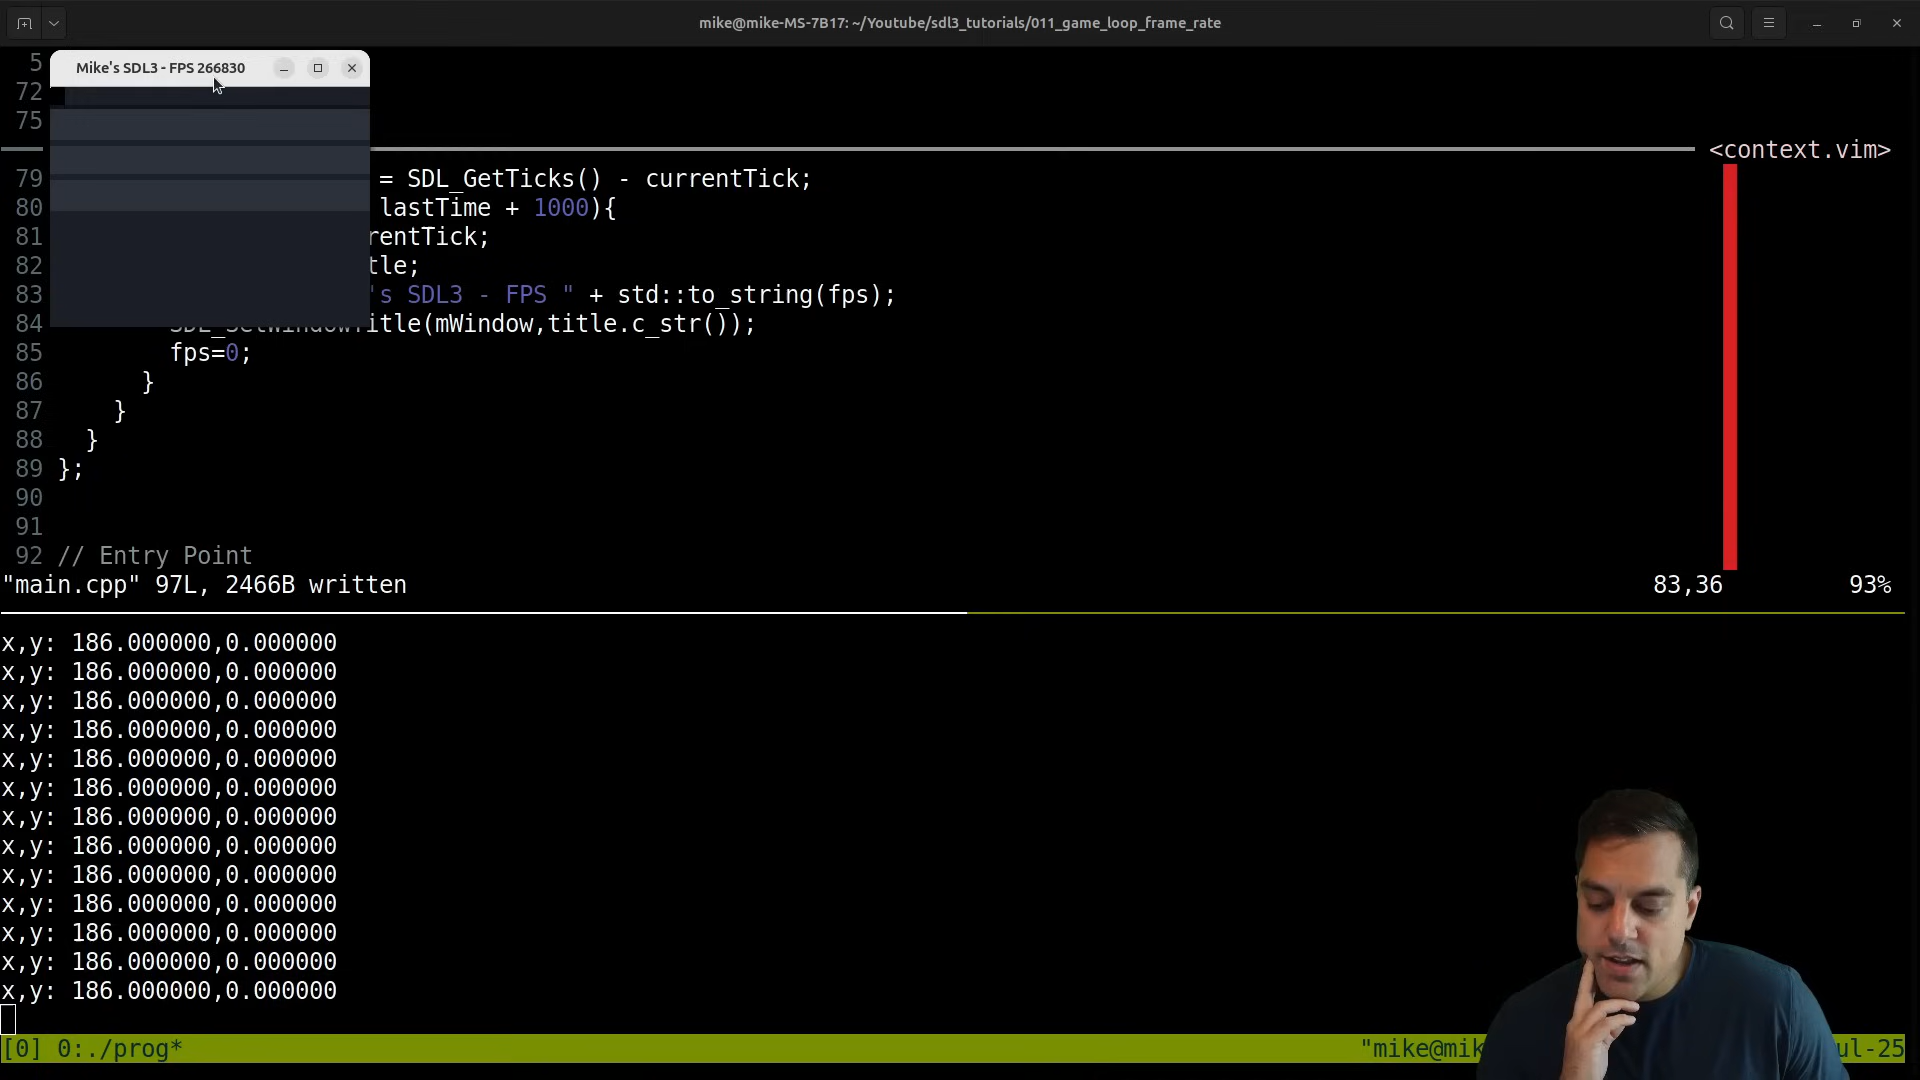 mike@mike-MS-7B17: ~/Youtube/sdl3_tutorials/011_game_loop_frame_rate
Mike's SDL3 - FPS 266830
5
72
75
<context.vim>
79 = SDL_GetTicks() - currentTick;
80 lastTime + 1000){
81 rentTick;
82 tle;
83 's SDL3 - FPS " + std::to_string(fps);
84 SDL_SetWindowTitle(mWindow,title.c_str());
85 fps=0;
86 }
87 }
88 }
89 };
90
91
92 // Entry Point
"main.cpp" 97L, 2466B written 83,36 93%
x,y: 186.000000,0.000000
x,y: 186.000000,0.000000
x,y: 186.000000,0.000000
x,y: 186.000000,0.000000
x,y: 186.000000,0.000000
x,y: 186.000000,0.000000
x,y: 186.000000,0.000000
x,y: 186.000000,0.000000
x,y: 186.000000,0.000000
x,y: 186.000000,0.000000
x,y: 186.000000,0.000000
x,y: 186.000000,0.000000
x,y: 186.000000,0.000000
[0] 0:./prog* "mike@mik ul-25